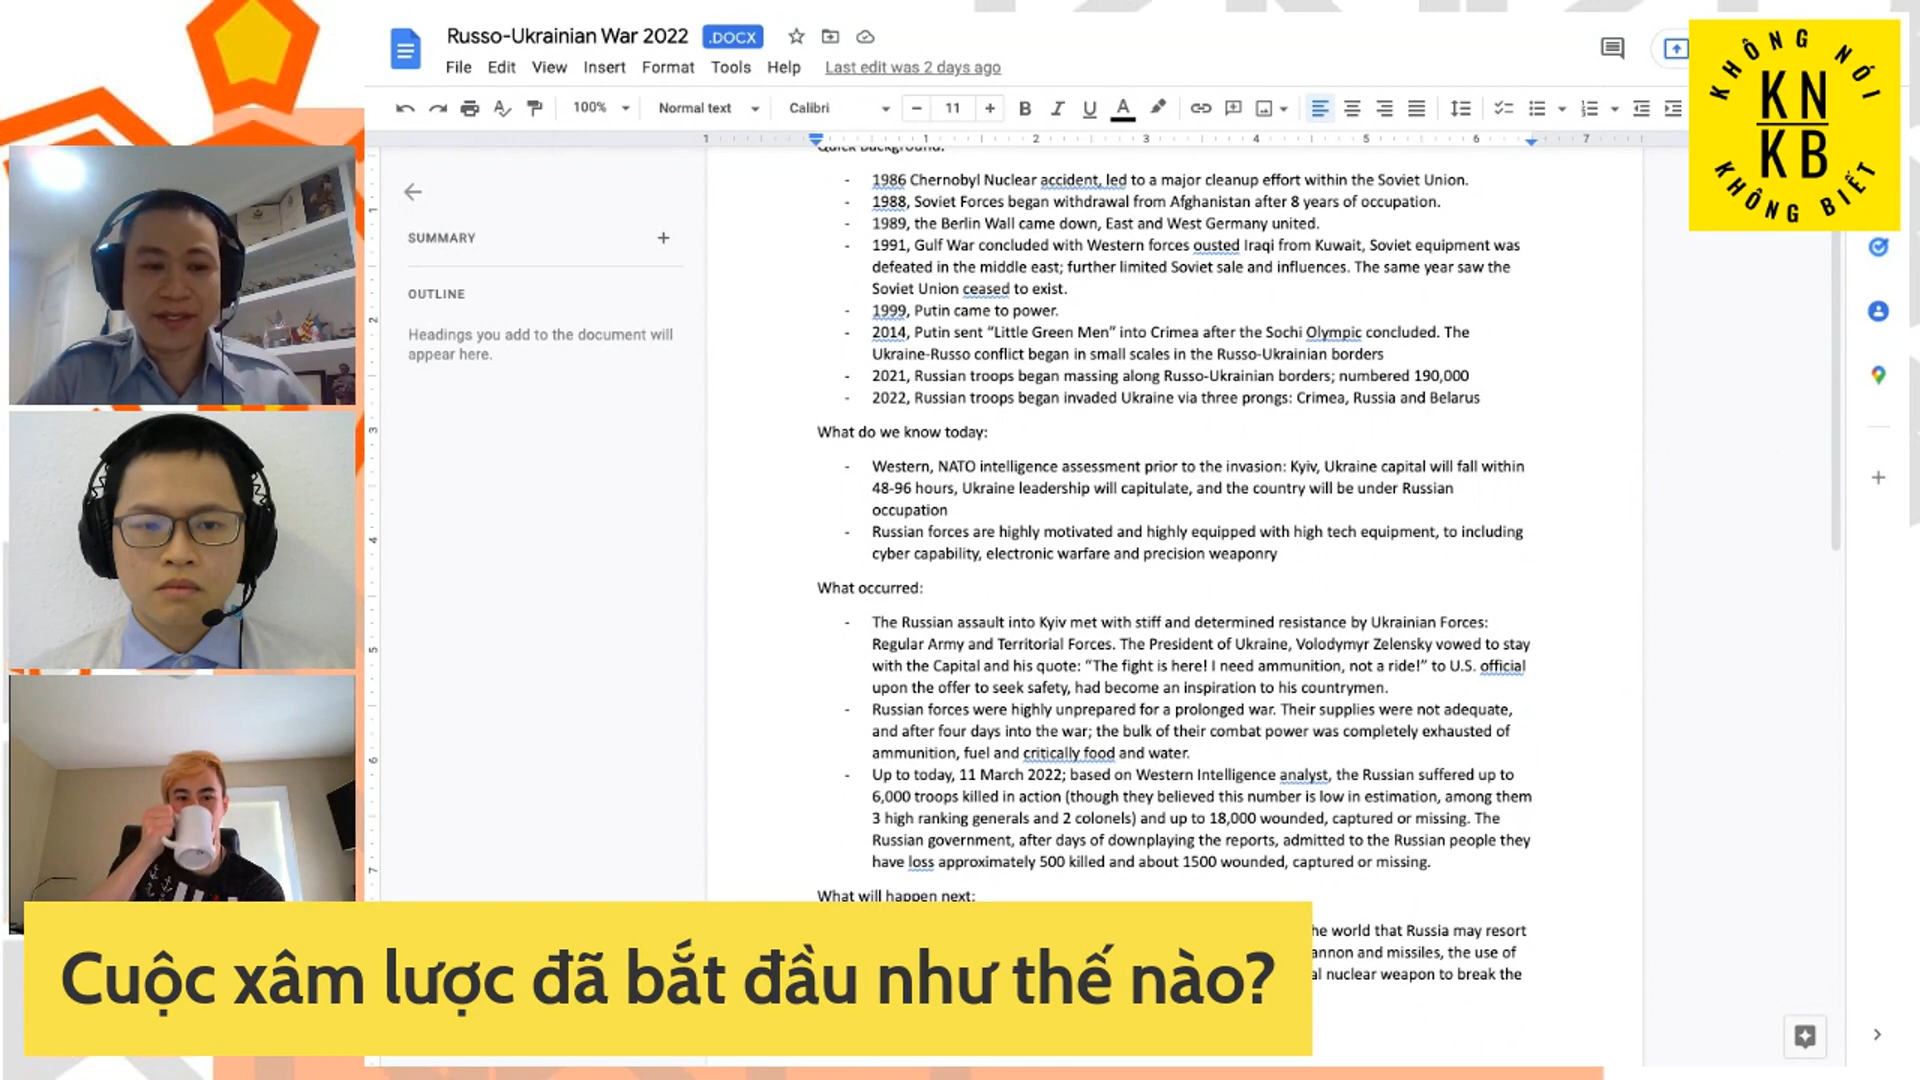 Russo-Ukrainian War 2022 .DOCX
File Edit View Insert Format Tools Help Last edit was 2 days ago
100% Normal text Calibri 11
1 1 2 3 4 5 6 7
KHÔNG NÓI
KN
KB
KHÔNG BIẾT
SUMMARY
OUTLINE
Headings you add to the document will
appear here.
1
2
3
4
5
6
7
Quick Background:
- 1986 Chernobyl Nuclear accident, led to a major cleanup effort within the Soviet Union.
- 1988, Soviet Forces began withdrawal from Afghanistan after 8 years of occupation.
- 1989, the Berlin Wall came down, East and West Germany united.
- 1991, Gulf War concluded with Western forces ousted Iraqi from Kuwait, Soviet equipment was
defeated in the middle east; further limited Soviet sale and influences. The same year saw the
Soviet Union ceased to exist.
- 1999, Putin came to power.
- 2014, Putin sent “Little Green Men” into Crimea after the Sochi Olympic concluded. The
Ukraine-Russo conflict began in small scales in the Russo-Ukrainian borders
- 2021, Russian troops began massing along Russo-Ukrainian borders; numbered 190,000
- 2022, Russian troops began invaded Ukraine via three prongs: Crimea, Russia and Belarus
What do we know today:
- Western, NATO intelligence assessment prior to the invasion: Kyiv, Ukraine capital will fall within
48-96 hours, Ukraine leadership will capitulate, and the country will be under Russian
occupation
- Russian forces are highly motivated and highly equipped with high tech equipment, to including
cyber capability, electronic warfare and precision weaponry
What occurred:
- The Russian assault into Kyiv met with stiff and determined resistance by Ukrainian Forces:
Regular Army and Territorial Forces. The President of Ukraine, Volodymyr Zelensky vowed to stay
with the Capital and his quote: “The fight is here! I need ammunition, not a ride!” to U.S. official
upon the offer to seek safety, had become an inspiration to his countrymen.
- Russian forces were highly unprepared for a prolonged war. Their supplies were not adequate,
and after four days into the war; the bulk of their combat power was completely exhausted of
ammunition, fuel and critically food and water.
- Up to today, 11 March 2022; based on Western Intelligence analyst, the Russian suffered up to
6,000 troops killed in action (though they believed this number is low in estimation, among them
3 high ranking generals and 2 colonels) and up to 18,000 wounded, captured or missing. The
Russian government, after days of downplaying the reports, admitted to the Russian people they
have loss approximately 500 killed and about 1500 wounded, captured or missing.
What will happen next:
he world that Russia may resort
annon and missiles, the use of
al nuclear weapon to break the
Cuộc xâm lược đã bắt đầu như thế nào?